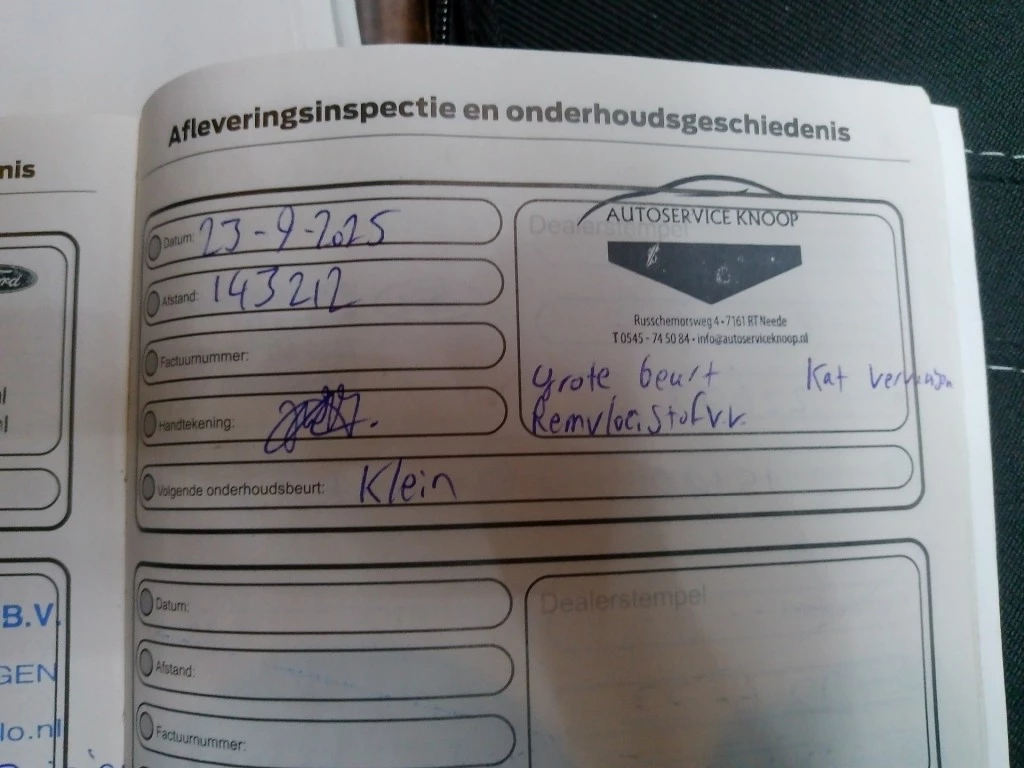 nis
Ford
Afleveringsinspectie en onderhoudsgeschiedenis
Datum: 23-9-2025
Afstand: 143212
Factuurnummer:
Handtekening:
Volgende onderhoudsbeurt: Klein
Dealerstempel
AUTOSERVICE KNOOP
Russchemorsweg 4 - 7161 RT Neede
T 0545 - 74 50 84 - info@autoserviceknoop.nl
grote beurt Kat
Remvloeistof v.v.
B.V.
GEN
lo.nl
Datum:
Afstand:
Factuurnummer:
Dealerstempel